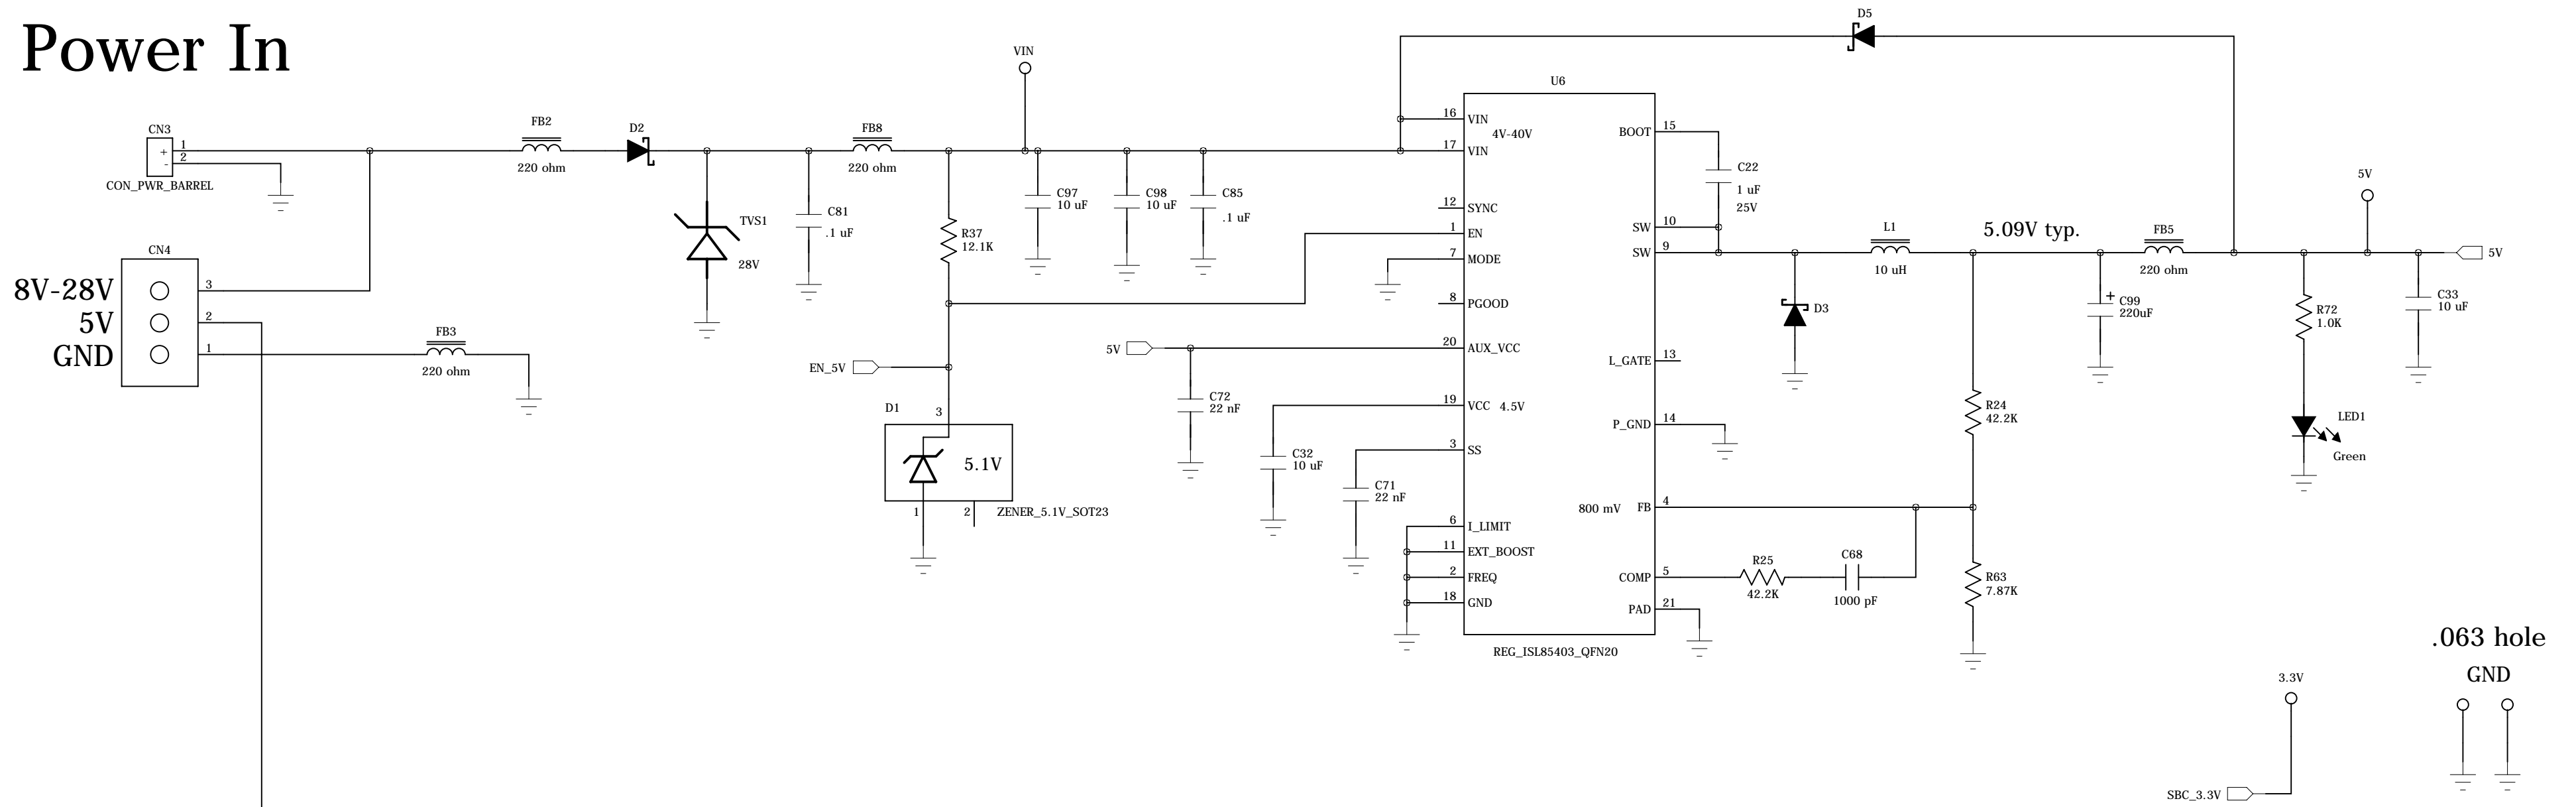 Power In
D5
VIN
U6
CN3
FB2
D2
FB8
16 VIN
4V-40V
BOOT 15
+ 1
- 2
220 ohm
220 ohm
17 VIN
CON_PWR_BARREL
C22
1 uF
25V
C97
10 uF
C98
10 uF
C85
.1 uF
5V
12 SYNC
TVS1
28V
C81
.1 uF
R37
12.1K
1 EN
SW 10
L1
10 uH
5.09V typ.
FB5
220 ohm
CN4
7 MODE
SW 9
5V
8V-28V 3
8 PGOOD
D3
C99
+
220uF
R72
1.0K
C33
10 uF
5V 2
FB3
220 ohm
GND 1
5V
20 AUX_VCC
L_GATE 13
EN_5V
C72
22 nF
19 VCC 4.5V
R24
42.2K
D1
3
P_GND 14
LED1
Green
5.1V
C32
10 uF
3 SS
C71
22 nF
1
2
ZENER_5.1V_SOT23
800 mV FB 4
6 I_LIMIT
11 EXT_BOOST
2 FREQ
COMP 5
R25
42.2K
C68
1000 pF
R63
7.87K
18 GND
PAD 21
REG_ISL85403_QFN20
.063 hole
GND
3.3V
SBC_3.3V